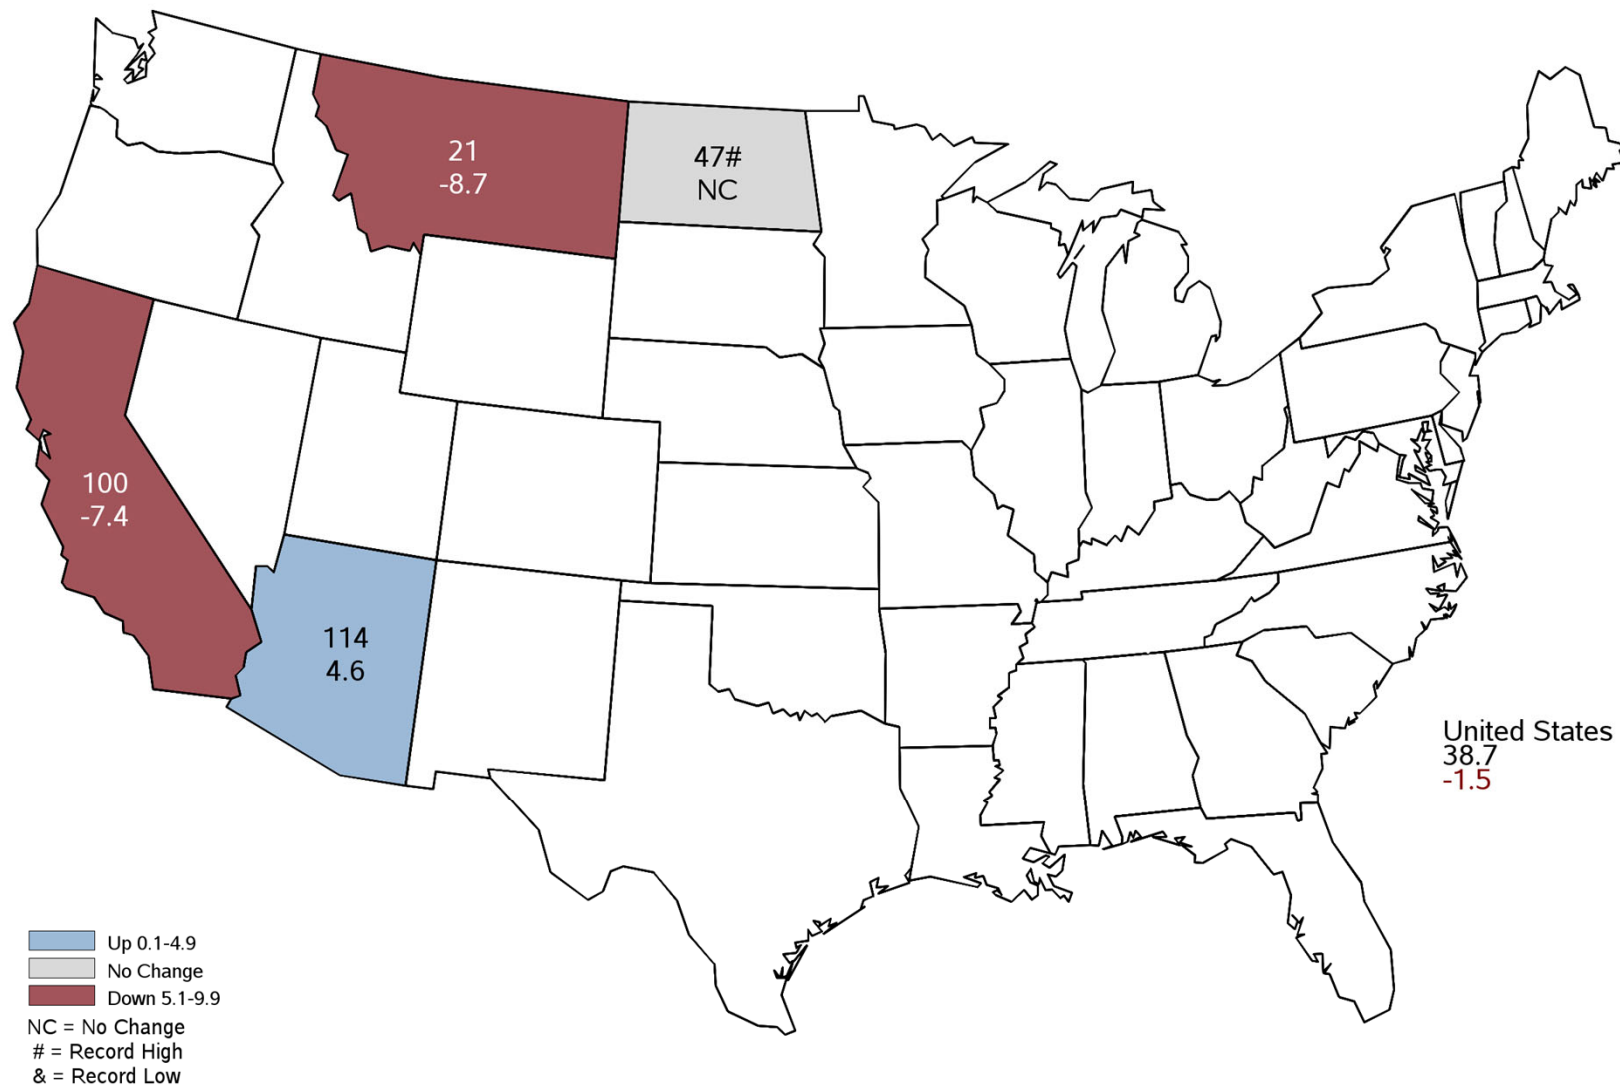 21
-8.7
47#
NC
100
-7.4
114
4.6
United States
38.7
-1.5
Up 0.1-4.9
No Change
Down 5.1-9.9
NC = No Change
# = Record High
& = Record Low